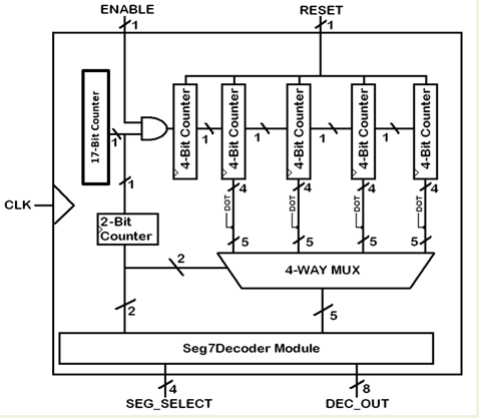 ENABLE
RESET
1
1
17-Bit Counter
1
4-Bit Counter
1
4-Bit Counter
1
4-Bit Counter
1
4-Bit Counter
1
4-Bit Counter
1
4
4
4
4
DOT
DOT
DOT
DOT
CLK
2-Bit
Counter
5
5
5
5
2
4-WAY MUX
2
5
Seg7Decoder Module
4
8
SEG_SELECT
DEC_OUT